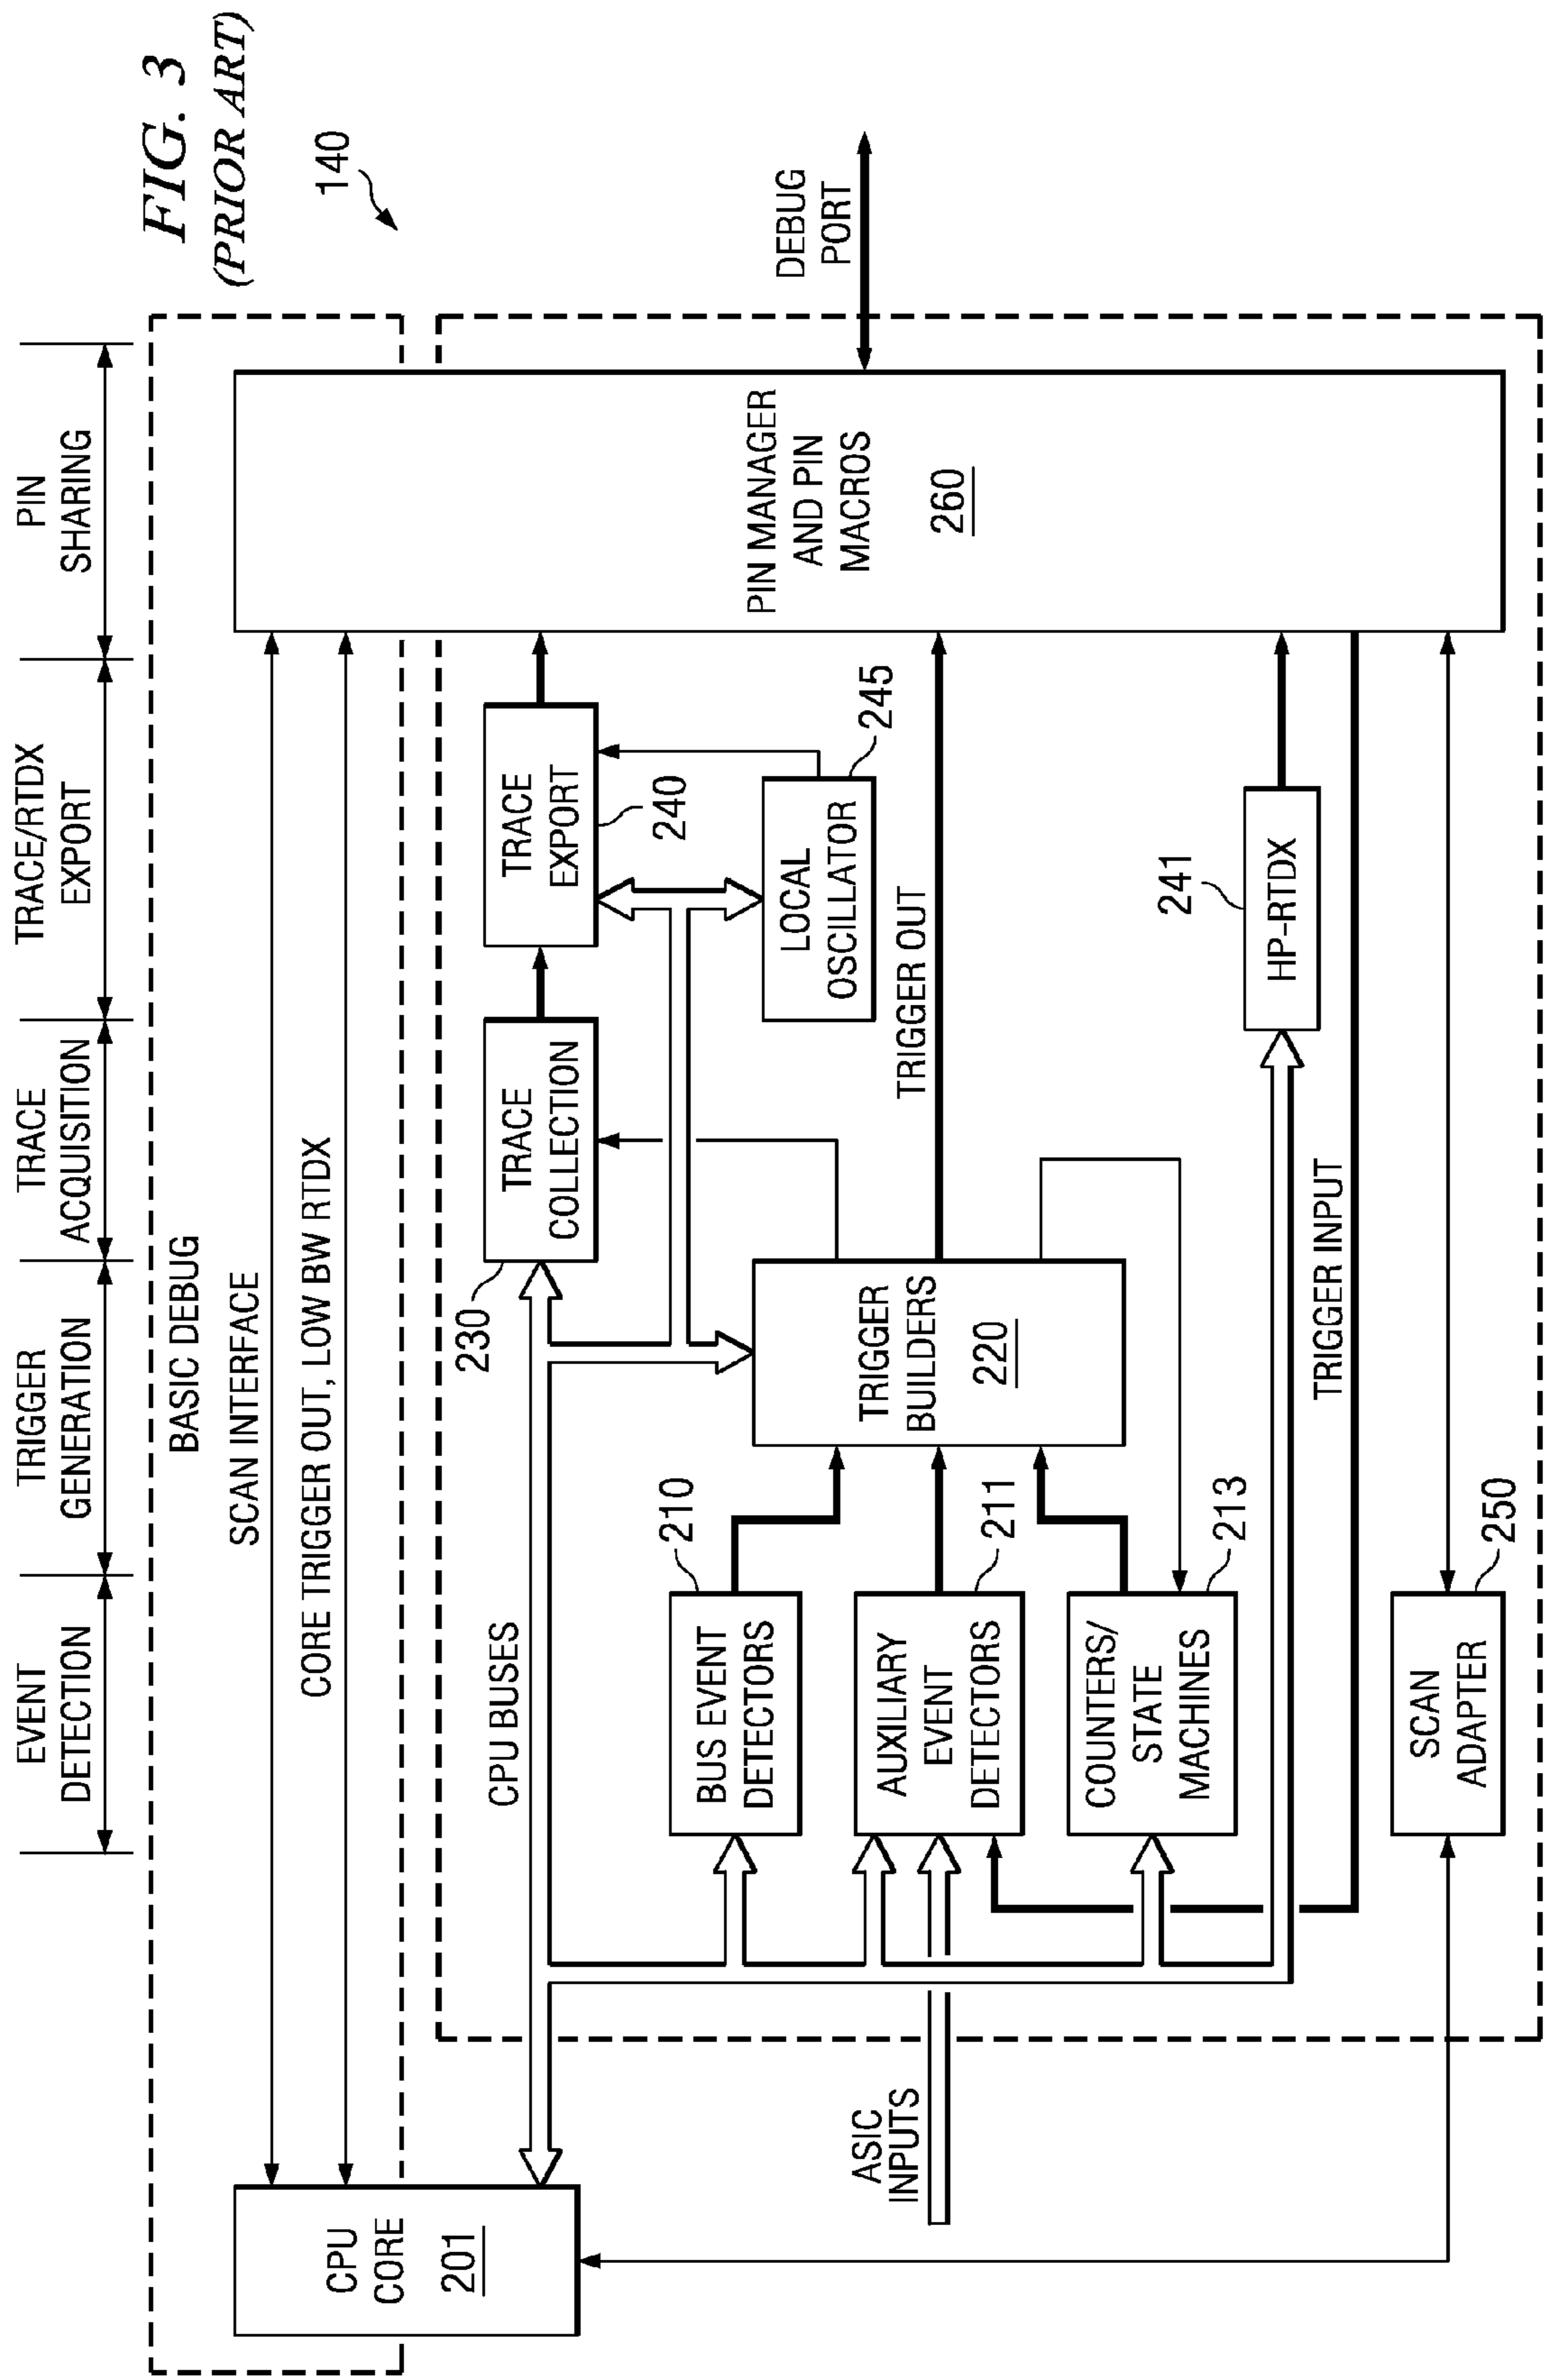 FIG. 3
(PRIOR ART)
140
EVENT
DETECTION
TRIGGER
GENERATION
TRACE
ACQUISITION
TRACE/RTDX
EXPORT
PIN
SHARING
BASIC DEBUG
SCAN INTERFACE
CORE TRIGGER OUT, LOW BW RTDX
CPU
CORE
201
CPU BUSES
230
TRACE
COLLECTION
TRACE
EXPORT
240
LOCAL
OSCILLATOR
245
PIN MANAGER
AND PIN
MACROS
260
DEBUG
PORT
BUS EVENT
DETECTORS
210
ASIC
INPUTS
AUXILIARY
EVENT
DETECTORS
211
TRIGGER
BUILDERS
220
TRIGGER OUT
COUNTERS/
STATE
MACHINES
213
241
HP-RTDX
TRIGGER INPUT
SCAN
ADAPTER
250